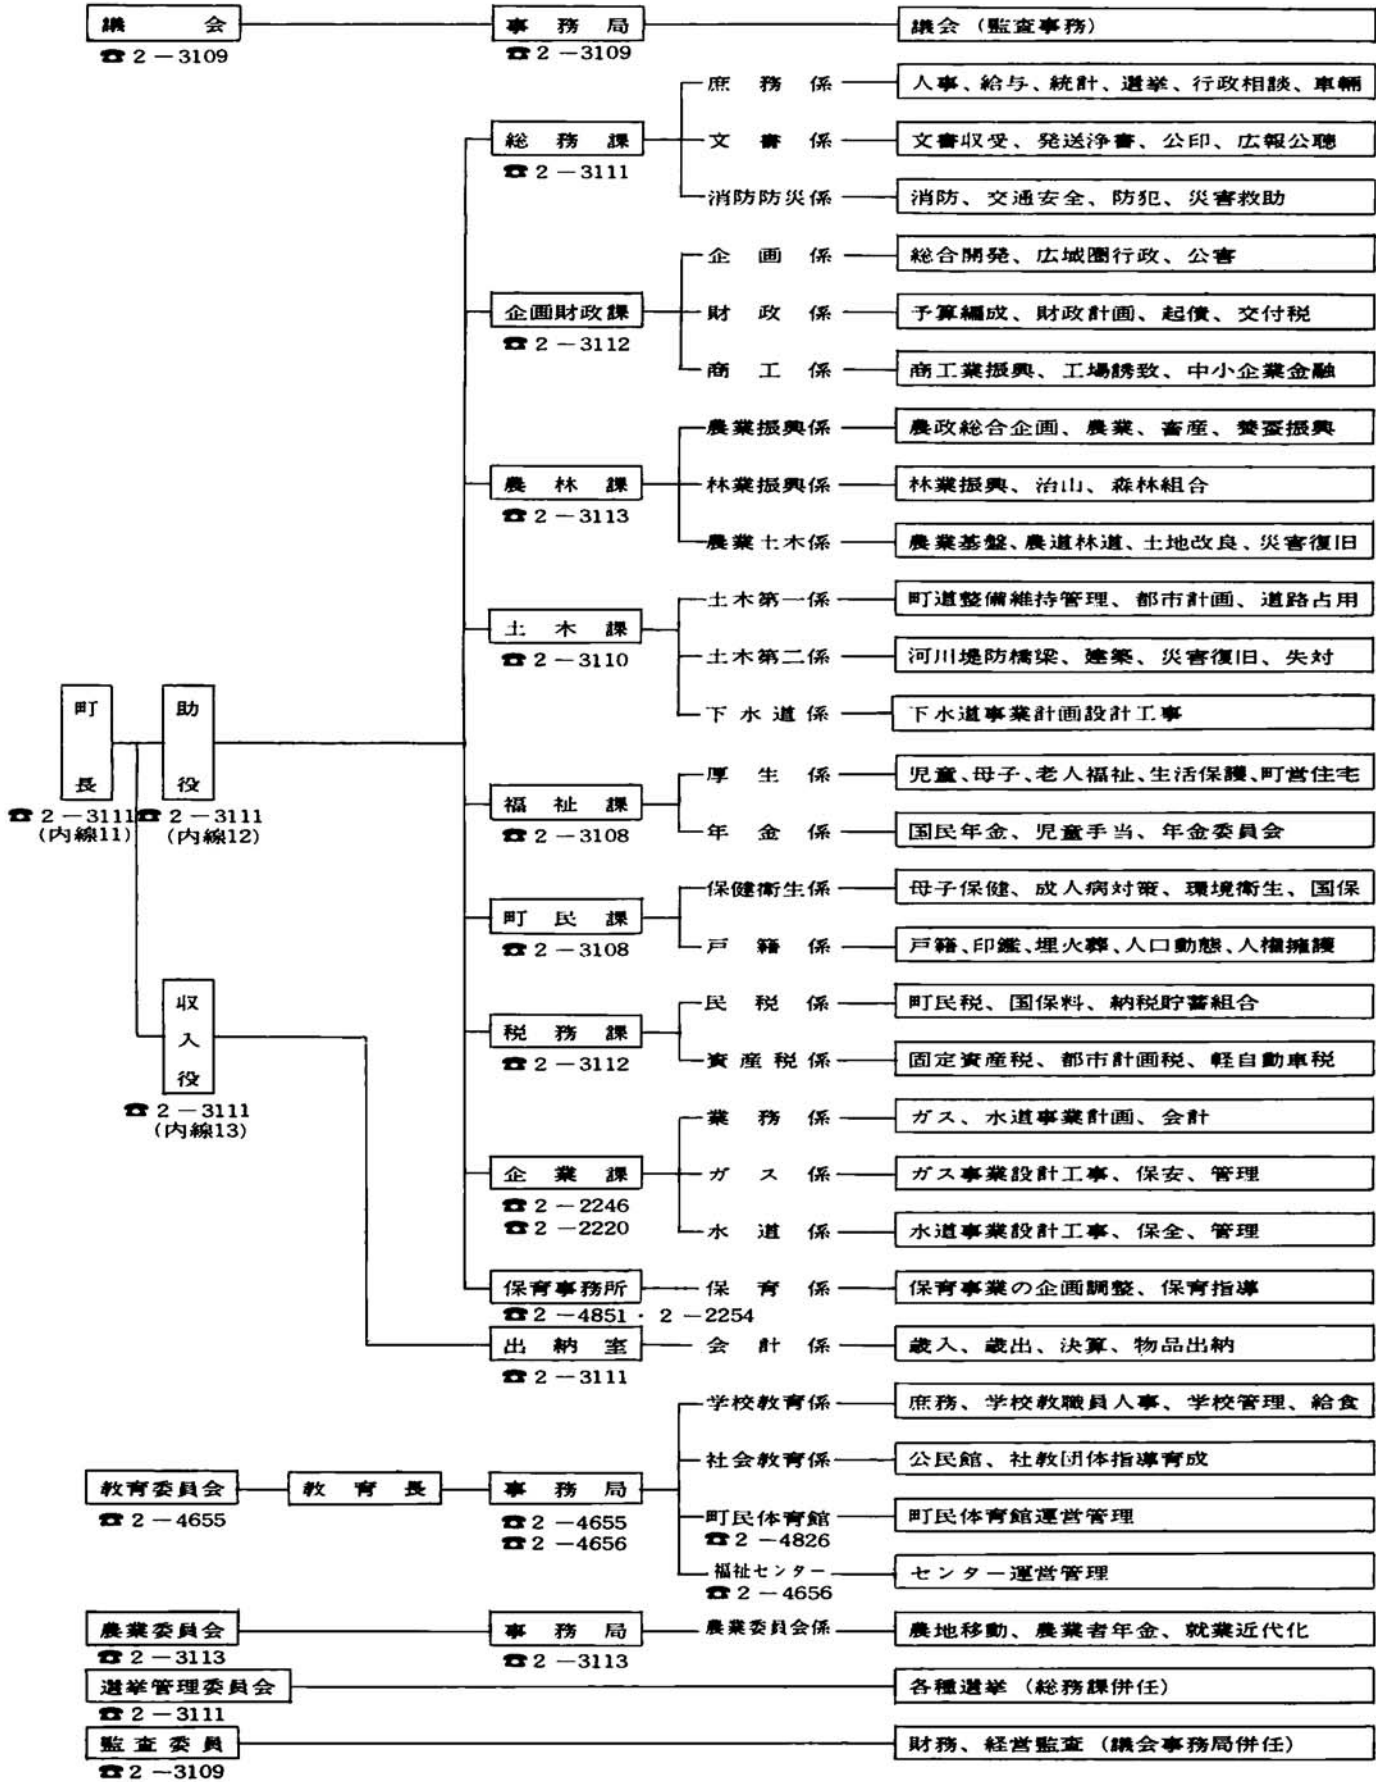 議会 事務局 議会（監査事務）
☎2－3109 ☎2－3109
庶務係 人事、給与、統計、選挙、行政相談、車輛
総務課 文書係 文書収受、発送浄書、公印、広報公聴
☎2－3111
消防防災係 消防、交通安全、防犯、災害救助
企画係 総合開発、広域圏行政、公害
企画財政課 財政係 予算編成、財政計画、起債、交付税
☎2－3112
商工係 商工業振興、工場誘致、中小企業金融
農業振興係 農政総合企画、農業、畜産、養蚕振興
農林課 林業振興係 林業振興、治山、森林組合
☎2－3113
農業土木係 農業基盤、農道林道、土地改良、災害復旧
土木第一係 町道整備維持管理、都市計画、道路占用
土木課
☎2－3110 土木第二係 河川堤防橋梁、建築、災害復旧、失対
下水道係 下水道事業計画設計工事
町長 助役
☎2－3111 ☎2－3111
(内線11) (内線12)
厚生係 児童、母子、老人福祉、生活保護、町営住宅
福祉課
☎2－3108 年金係 国民年金、児童手当、年金委員会
保健衛生係 母子保健、成人病対策、環境衛生、国保
町民課
☎2－3108 戸籍係 戸籍、印鑑、埋火葬、人口動態、人権擁護
収入役
☎2－3111
(内線13)
民税係 町民税、国保料、納税貯蓄組合
税務課
☎2－3112 資産税係 固定資産税、都市計画税、軽自動車税
業務係 ガス、水道事業計画、会計
企業課 ガス係 ガス事業設計工事、保安、管理
☎2－2246
☎2－2220 水道係 水道事業設計工事、保全、管理
保育事務所 保育係 保育事業の企画調整、保育指導
☎2－4851・2－2254
出納室 会計係 歳入、歳出、決算、物品出納
☎2－3111
学校教育係 庶務、学校教職員人事、学校管理、給食
社会教育係 公民館、社教団体指導育成
教育委員会 教育長 事務局
☎2－4655 ☎2－4655
☎2－4656
町民体育館 町民体育館運営管理
☎2－4826
福祉センター センター運営管理
☎2－4656
農業委員会 事務局 農業委員会係 農地移動、農業者年金、就業近代化
☎2－3113 ☎2－3113
選挙管理委員会 各種選挙（総務課併任）
☎2－3111
監査委員 財務、経営監査（議会事務局併任）
☎2－3109